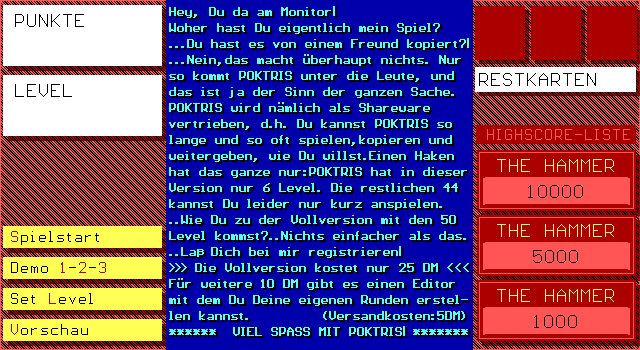 PUNKTE
LEVEL
Spielstart
Demo 1-2-3
Set Level
Vorschau
Hey, Du da am Monitor!
Woher hast Du eigentlich mein Spiel?
...Du hast es von einem Freund kopiert?!
...Nein,das macht überhaupt nichts. Nur
so kommt POKTRIS unter die Leute, und
das ist ja der Sinn der ganzen Sache.
POKTRIS wird nämlich als Shareware
vertrieben, d.h. Du kannst POKTRIS so
lange und so oft spielen,kopieren und
weitergeben, wie Du willst.Einen Haken
hat das ganze nur:POKTRIS hat in dieser
Version nur 6 Level. Die restlichen 44
kannst Du leider nur kurz anspielen.
..Wie Du zu der Vollversion mit den 50
Level kommst?..Nichts einfacher als das.
..Laß Dich bei mir registrieren!
>>> Die Vollversion kostet nur 25 DM <<<
Für weitere 10 DM gibt es einen Editor
mit dem Du Deine eigenen Runden erstel-
len kannst. (Versandkosten:5DM)
****** VIEL SPASS MIT POKTRIS! *******
RESTKARTEN
HIGHSCORE-LISTE
THE HAMMER
10000
THE HAMMER
5000
THE HAMMER
1000